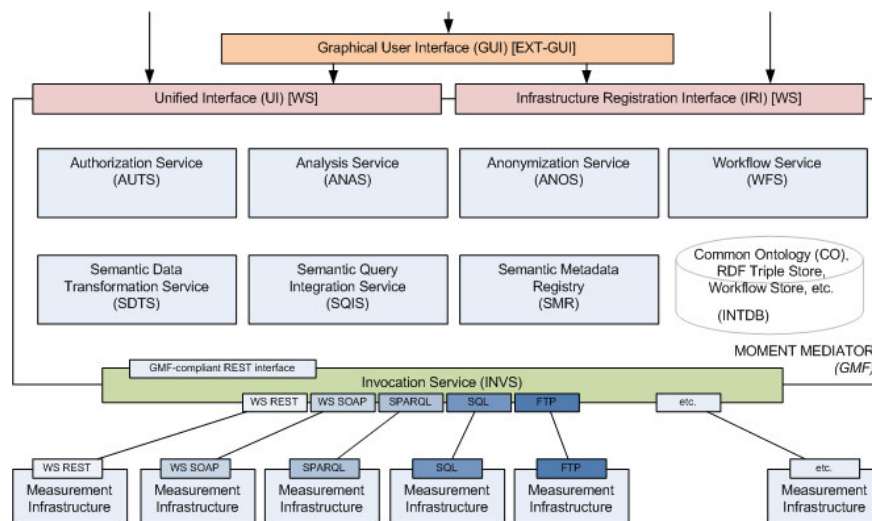 Graphical User Interface (GUI) [EXT-GUI]
Unified Interface (UI) [WS]
Infrastructure Registration Interface (IRI) [WS]
Authorization Service
(AUTS)
Analysis Service
(ANAS)
Anonymization Service
(ANOS)
Workflow Service
(WFS)
Semantic Data
Transformation Service
(SDTS)
Semantic Query
Integration Service
(SQIS)
Semantic Metadata
Registry
(SMR)
Common Ontology (CO),
RDF Triple Store,
Workflow Store, etc.
(INTDB)
MOMENT MEDIATOR
(GMF)
GMF-compliant REST interface
Invocation Service (INVS)
WS REST
WS SOAP
SPARQL
SQL
FTP
etc.
WS REST
Measurement
Infrastructure
WS SOAP
Measurement
Infrastructure
SPARQL
Measurement
Infrastructure
SQL
Measurement
Infrastructure
FTP
Measurement
Infrastructure
etc.
Measurement
Infrastructure